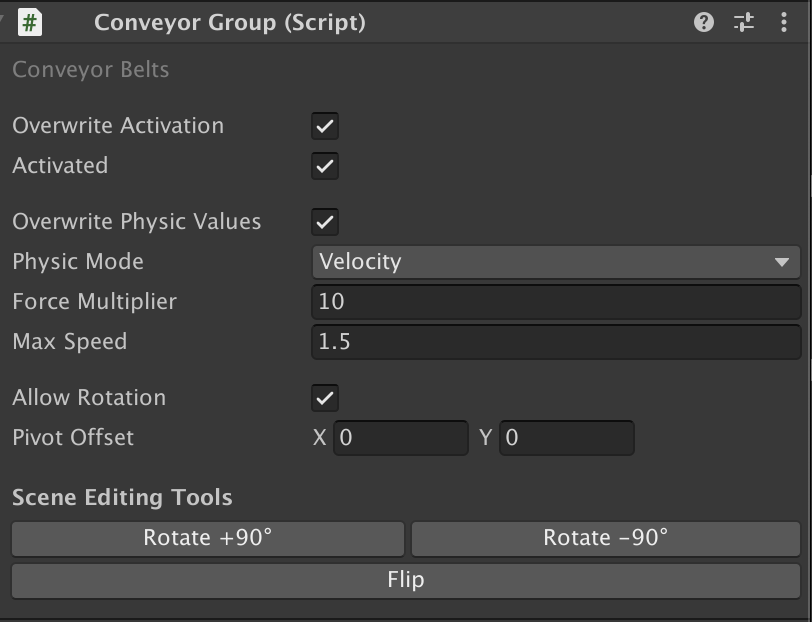 # Conveyor Group (Script)
Conveyor Belts
Overwrite Activation
Activated
Overwrite Physic Values
Physic Mode Velocity
Force Multiplier 10
Max Speed 1.5
Allow Rotation
Pivot Offset X 0 Y 0
Scene Editing Tools
Rotate +90° Rotate −90°
Flip